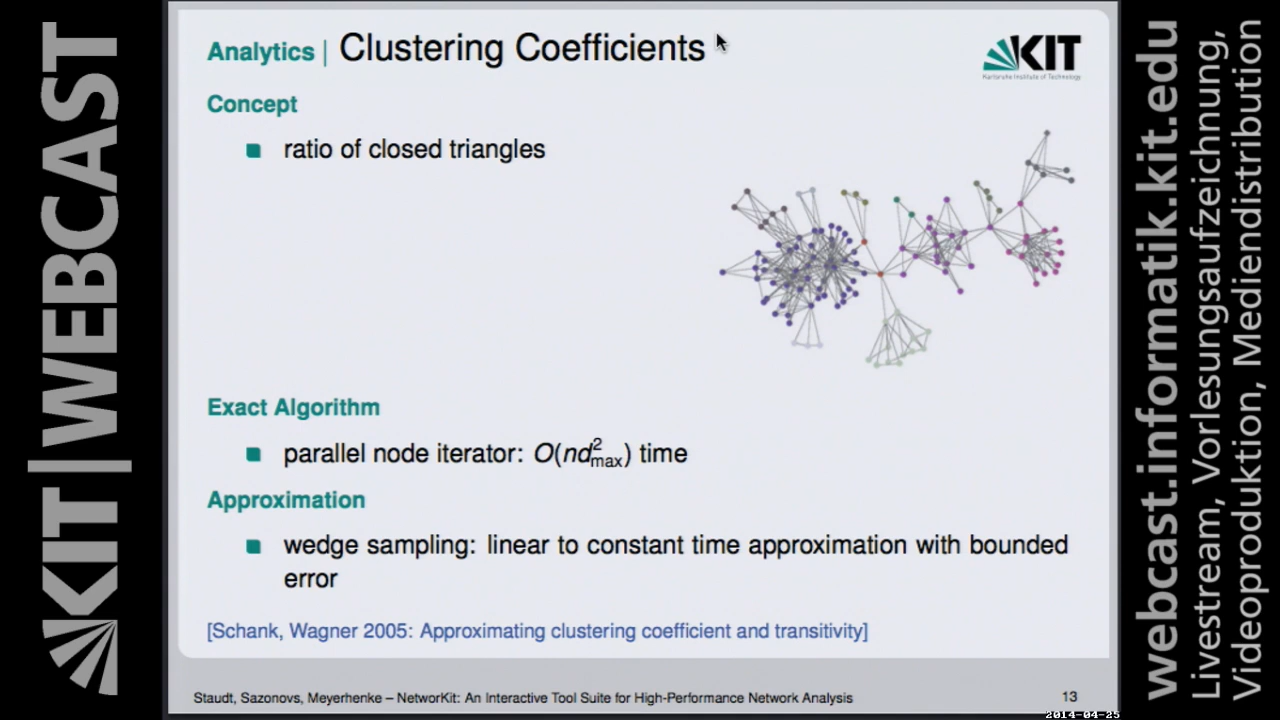 KIT | WEBCAST
Analytics | Clustering Coefficients
KIT
Karlsruhe Institute of Technology
Concept
ratio of closed triangles
Exact Algorithm
parallel node iterator: O(nd²max) time
Approximation
wedge sampling: linear to constant time approximation with bounded
error
[Schank, Wagner 2005: Approximating clustering coefficient and transitivity]
Staudt, Sazonovs, Meyerhenke – NetworKit: An Interactive Tool Suite for High-Performance Network Analysis
13
2014-04-25
webcast.informatik.kit.edu
Livestream, Vorlesungsaufzeichnung,
Videoproduktion, Mediendistribution